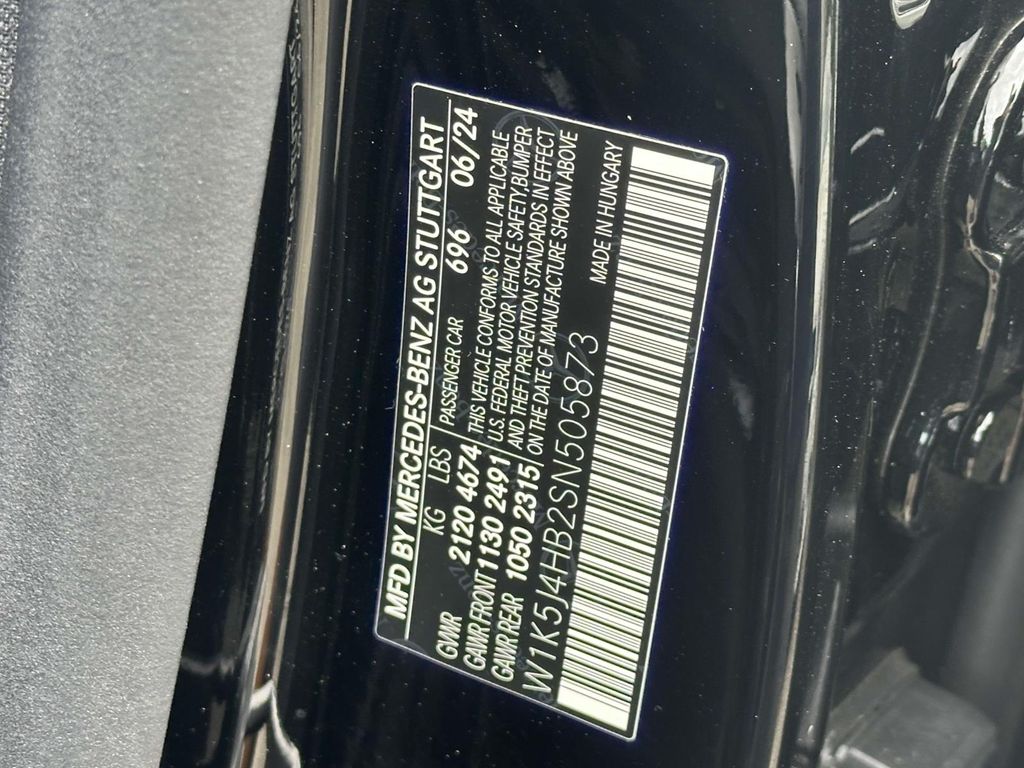 MFD BY MERCEDES-BENZ AG STUTTGART
KG LBS PASSENGER CAR 696 06/24
GVWR 2120 4674
GAWR FRONT 1130 2491
GAWR REAR 1050 2315
THIS VEHICLE CONFORMS TO ALL APPLICABLE
U.S. FEDERAL MOTOR VEHICLE SAFETY,BUMPER
AND THEFT PREVENTION STANDARDS IN EFFECT
ON THE DATE OF MANUFACTURE SHOWN ABOVE
W1K5J4HB2SN505873
MADE IN HUNGARY